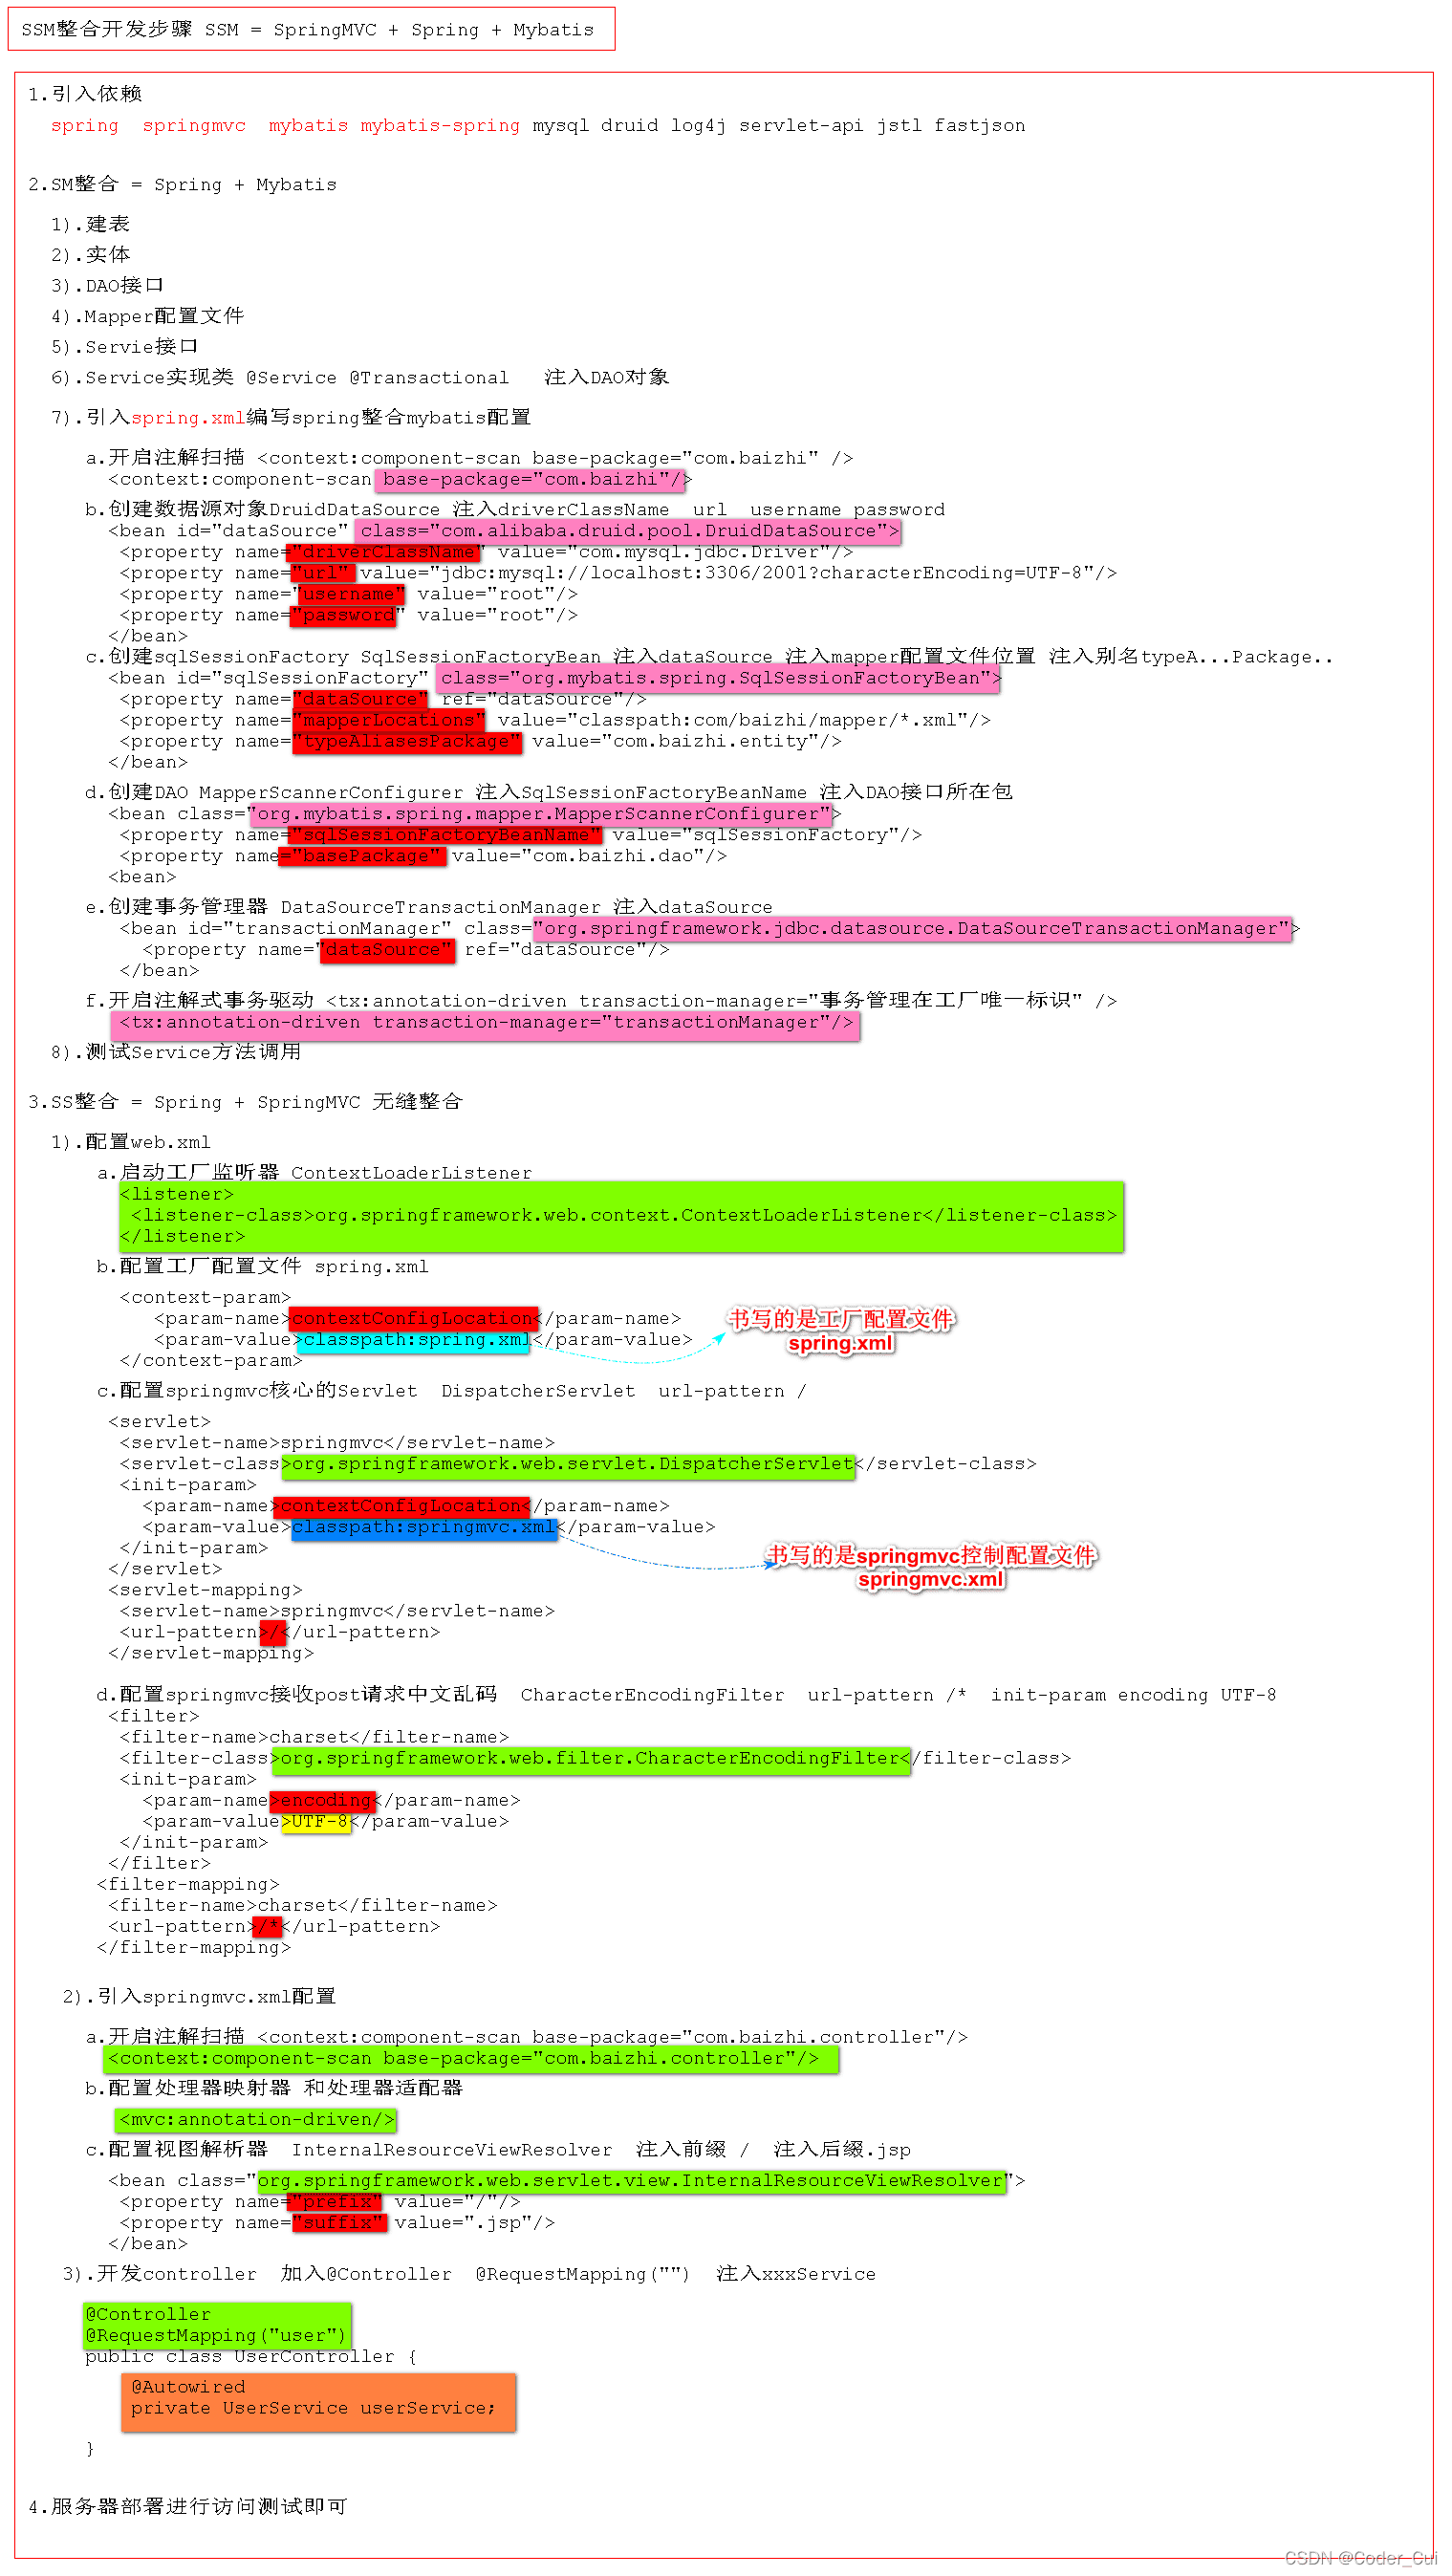 SSM整合开发步骤 SSM = SpringMVC + Spring + Mybatis
1.引入依赖
spring springmvc mybatis mybatis-spring mysql druid log4j servlet-api jstl fastjson
2.SM整合 = Spring + Mybatis
1).建表
2).实体
3).DAO接口
4).Mapper配置文件
5).Servie接口
6).Service实现类 @Service @Transactional 注入DAO对象
7).引入spring.xml编写spring整合mybatis配置
a.开启注解扫描 <context:component-scan base-package="com.baizhi" />
<context:component-scan base-package="com.baizhi"/>
b.创建数据源对象DruidDataSource 注入driverClassName url username password
<bean id="dataSource" class="com.alibaba.druid.pool.DruidDataSource">
<property name="driverClassName" value="com.mysql.jdbc.Driver"/>
<property name="url" value="jdbc:mysql://localhost:3306/2001?characterEncoding=UTF-8"/>
<property name="username" value="root"/>
<property name="password" value="root"/>
</bean>
c.创建sqlSessionFactory SqlSessionFactoryBean 注入dataSource 注入mapper配置文件位置 注入别名typeA...Package..
<bean id="sqlSessionFactory" class="org.mybatis.spring.SqlSessionFactoryBean">
<property name="dataSource" ref="dataSource"/>
<property name="mapperLocations" value="classpath:com/baizhi/mapper/*.xml"/>
<property name="typeAliasesPackage" value="com.baizhi.entity"/>
</bean>
d.创建DAO MapperScannerConfigurer 注入SqlSessionFactoryBeanName 注入DAO接口所在包
<bean class="org.mybatis.spring.mapper.MapperScannerConfigurer">
<property name="sqlSessionFactoryBeanName" value="sqlSessionFactory"/>
<property name="basePackage" value="com.baizhi.dao"/>
<bean>
e.创建事务管理器 DataSourceTransactionManager 注入dataSource
<bean id="transactionManager" class="org.springframework.jdbc.datasource.DataSourceTransactionManager">
<property name="dataSource" ref="dataSource"/>
</bean>
f.开启注解式事务驱动 <tx:annotation-driven transaction-manager="事务管理在工厂唯一标识" />
<tx:annotation-driven transaction-manager="transactionManager"/>
8).测试Service方法调用
3.SS整合 = Spring + SpringMVC 无缝整合
1).配置web.xml
a.启动工厂监听器 ContextLoaderListener
<listener>
<listener-class>org.springframework.web.context.ContextLoaderListener</listener-class>
</listener>
b.配置工厂配置文件 spring.xml
<context-param>
<param-name>contextConfigLocation</param-name>
<param-value>classpath:spring.xml</param-value>
</context-param>
书写的是工厂配置文件
spring.xml
c.配置springmvc核心的Servlet DispatcherServlet url-pattern /
<servlet>
<servlet-name>springmvc</servlet-name>
<servlet-class>org.springframework.web.servlet.DispatcherServlet</servlet-class>
<init-param>
<param-name>contextConfigLocation</param-name>
<param-value>classpath:springmvc.xml</param-value>
</init-param>
书写的是springmvc控制配置文件
springmvc.xml
</servlet>
<servlet-mapping>
<servlet-name>springmvc</servlet-name>
<url-pattern>/</url-pattern>
</servlet-mapping>
d.配置springmvc接收post请求中文乱码 CharacterEncodingFilter url-pattern /* init-param encoding UTF-8
<filter>
<filter-name>charset</filter-name>
<filter-class>org.springframework.web.filter.CharacterEncodingFilter</filter-class>
<init-param>
<param-name>encoding</param-name>
<param-value>UTF-8</param-value>
</init-param>
</filter>
<filter-mapping>
<filter-name>charset</filter-name>
<url-pattern>/*</url-pattern>
</filter-mapping>
2).引入springmvc.xml配置
a.开启注解扫描 <context:component-scan base-package="com.baizhi.controller"/>
<context:component-scan base-package="com.baizhi.controller"/>
b.配置处理器映射器 和处理器适配器
<mvc:annotation-driven/>
c.配置视图解析器 InternalResourceViewResolver 注入前缀 / 注入后缀.jsp
<bean class="org.springframework.web.servlet.view.InternalResourceViewResolver">
<property name="prefix" value="/"/>
<property name="suffix" value=".jsp"/>
</bean>
3).开发controller 加入@Controller @RequestMapping("") 注入xxxService
@Controller
@RequestMapping("user")
public class UserController {
@Autowired
private UserService userService;
}
4.服务器部署进行访问测试即可
CSDN @Coder_Cui